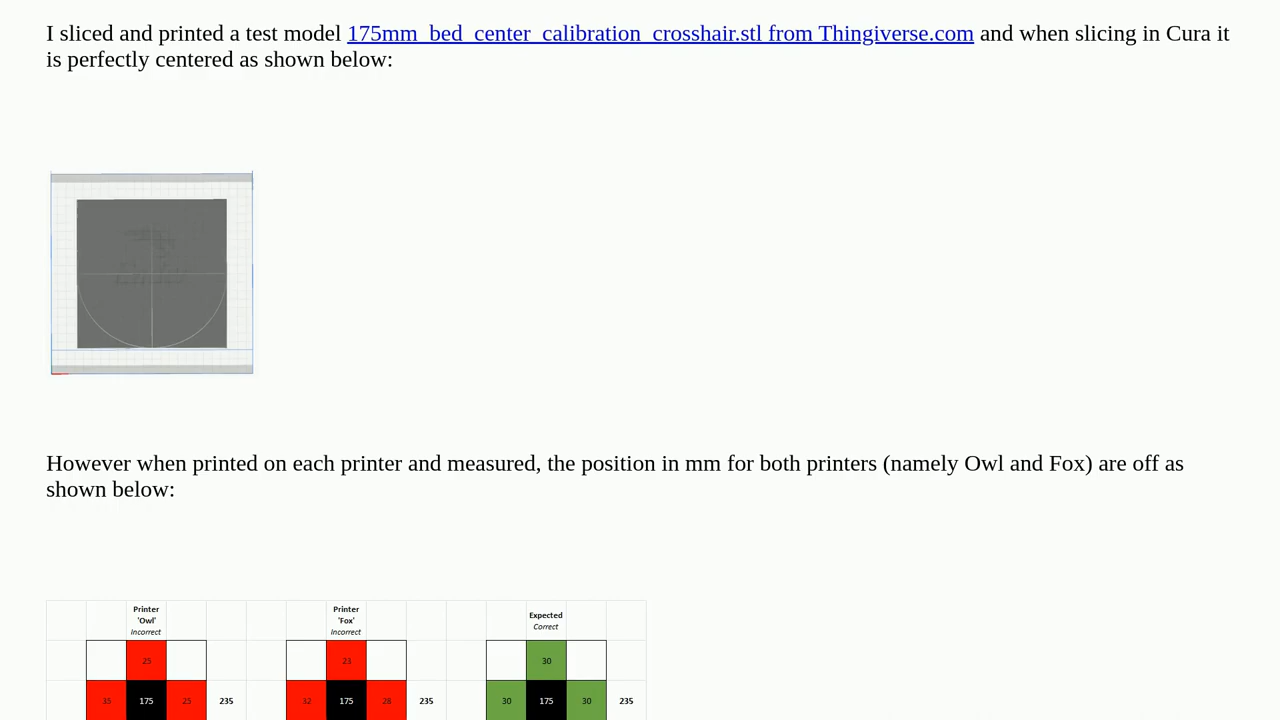 I sliced and printed a test model 175mm_bed_center_calibration_crosshair.stl from Thingiverse.com and when slicing in Cura it
is perfectly centered as shown below:
However when printed on each printer and measured, the position in mm for both printers (namely Owl and Fox) are off as
shown below:
Printer 'Owl' Incorrect
Printer 'Fox' Incorrect
Expected Correct
25 23 30
35 175 25 235 32 175 28 235 30 175 30 235